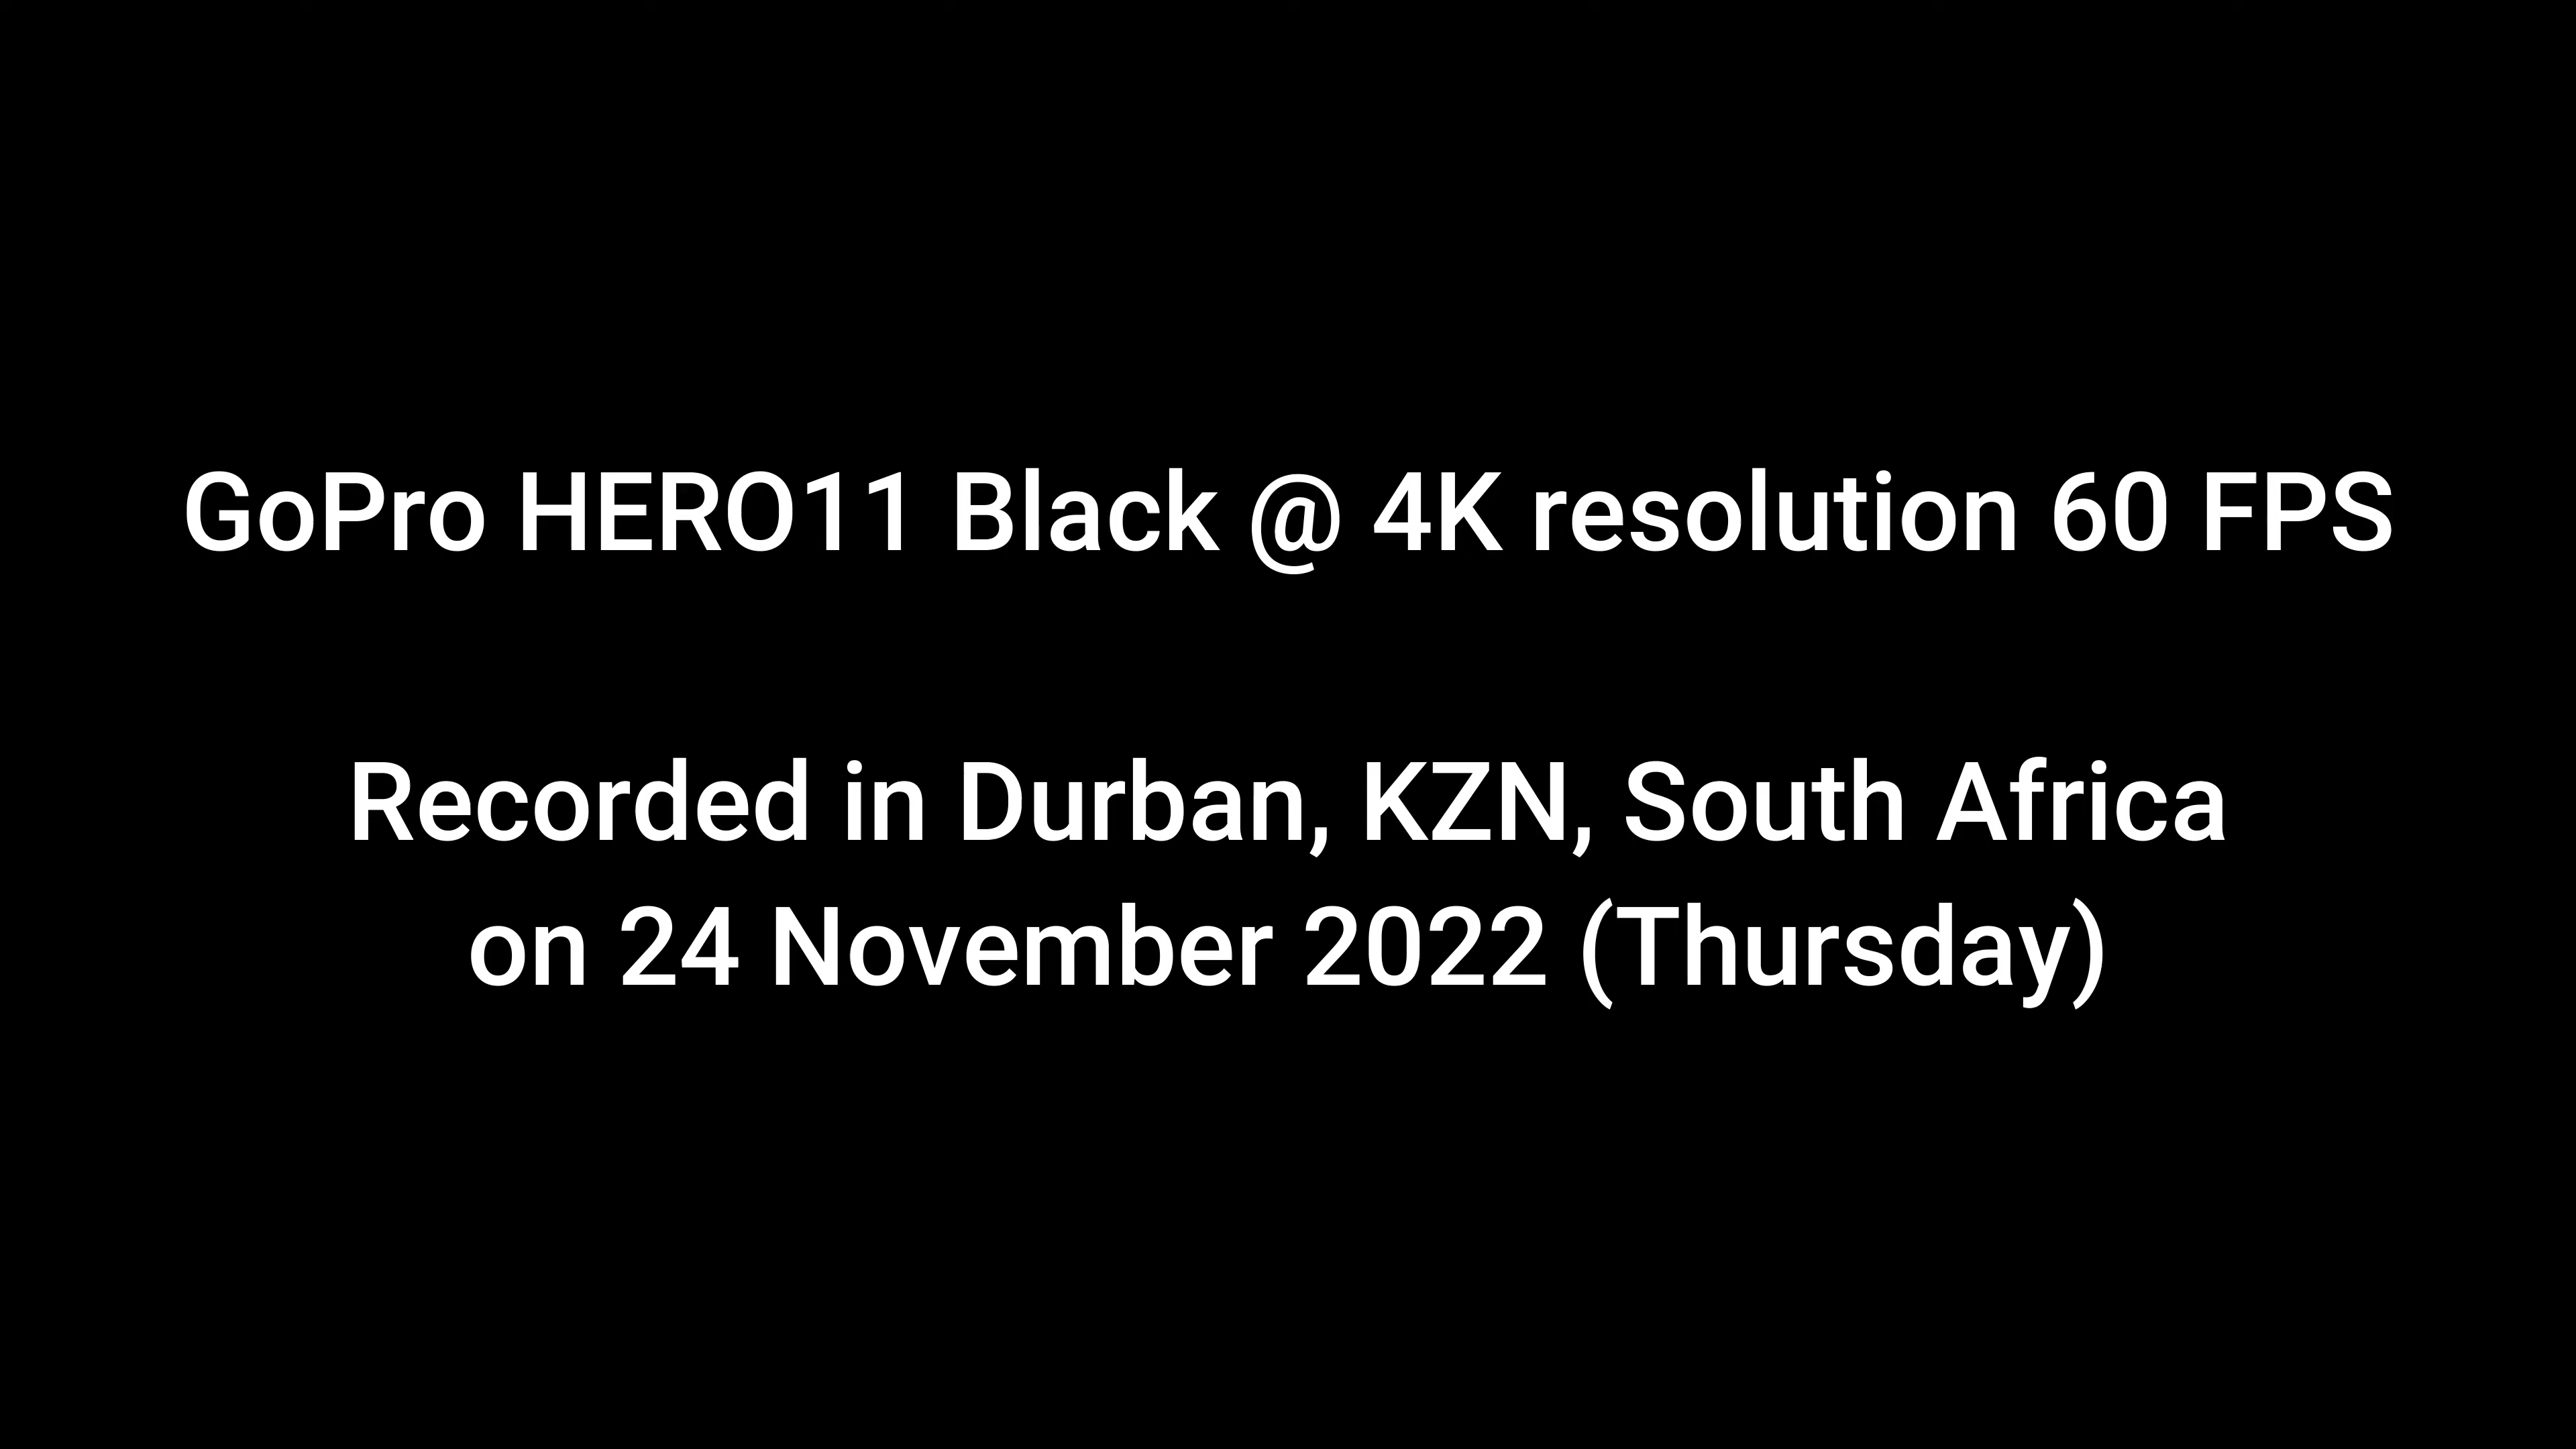 GoPro HERO11 Black @ 4K resolution 60 FPS
Recorded in Durban, KZN, South Africa
on 24 November 2022 (Thursday)